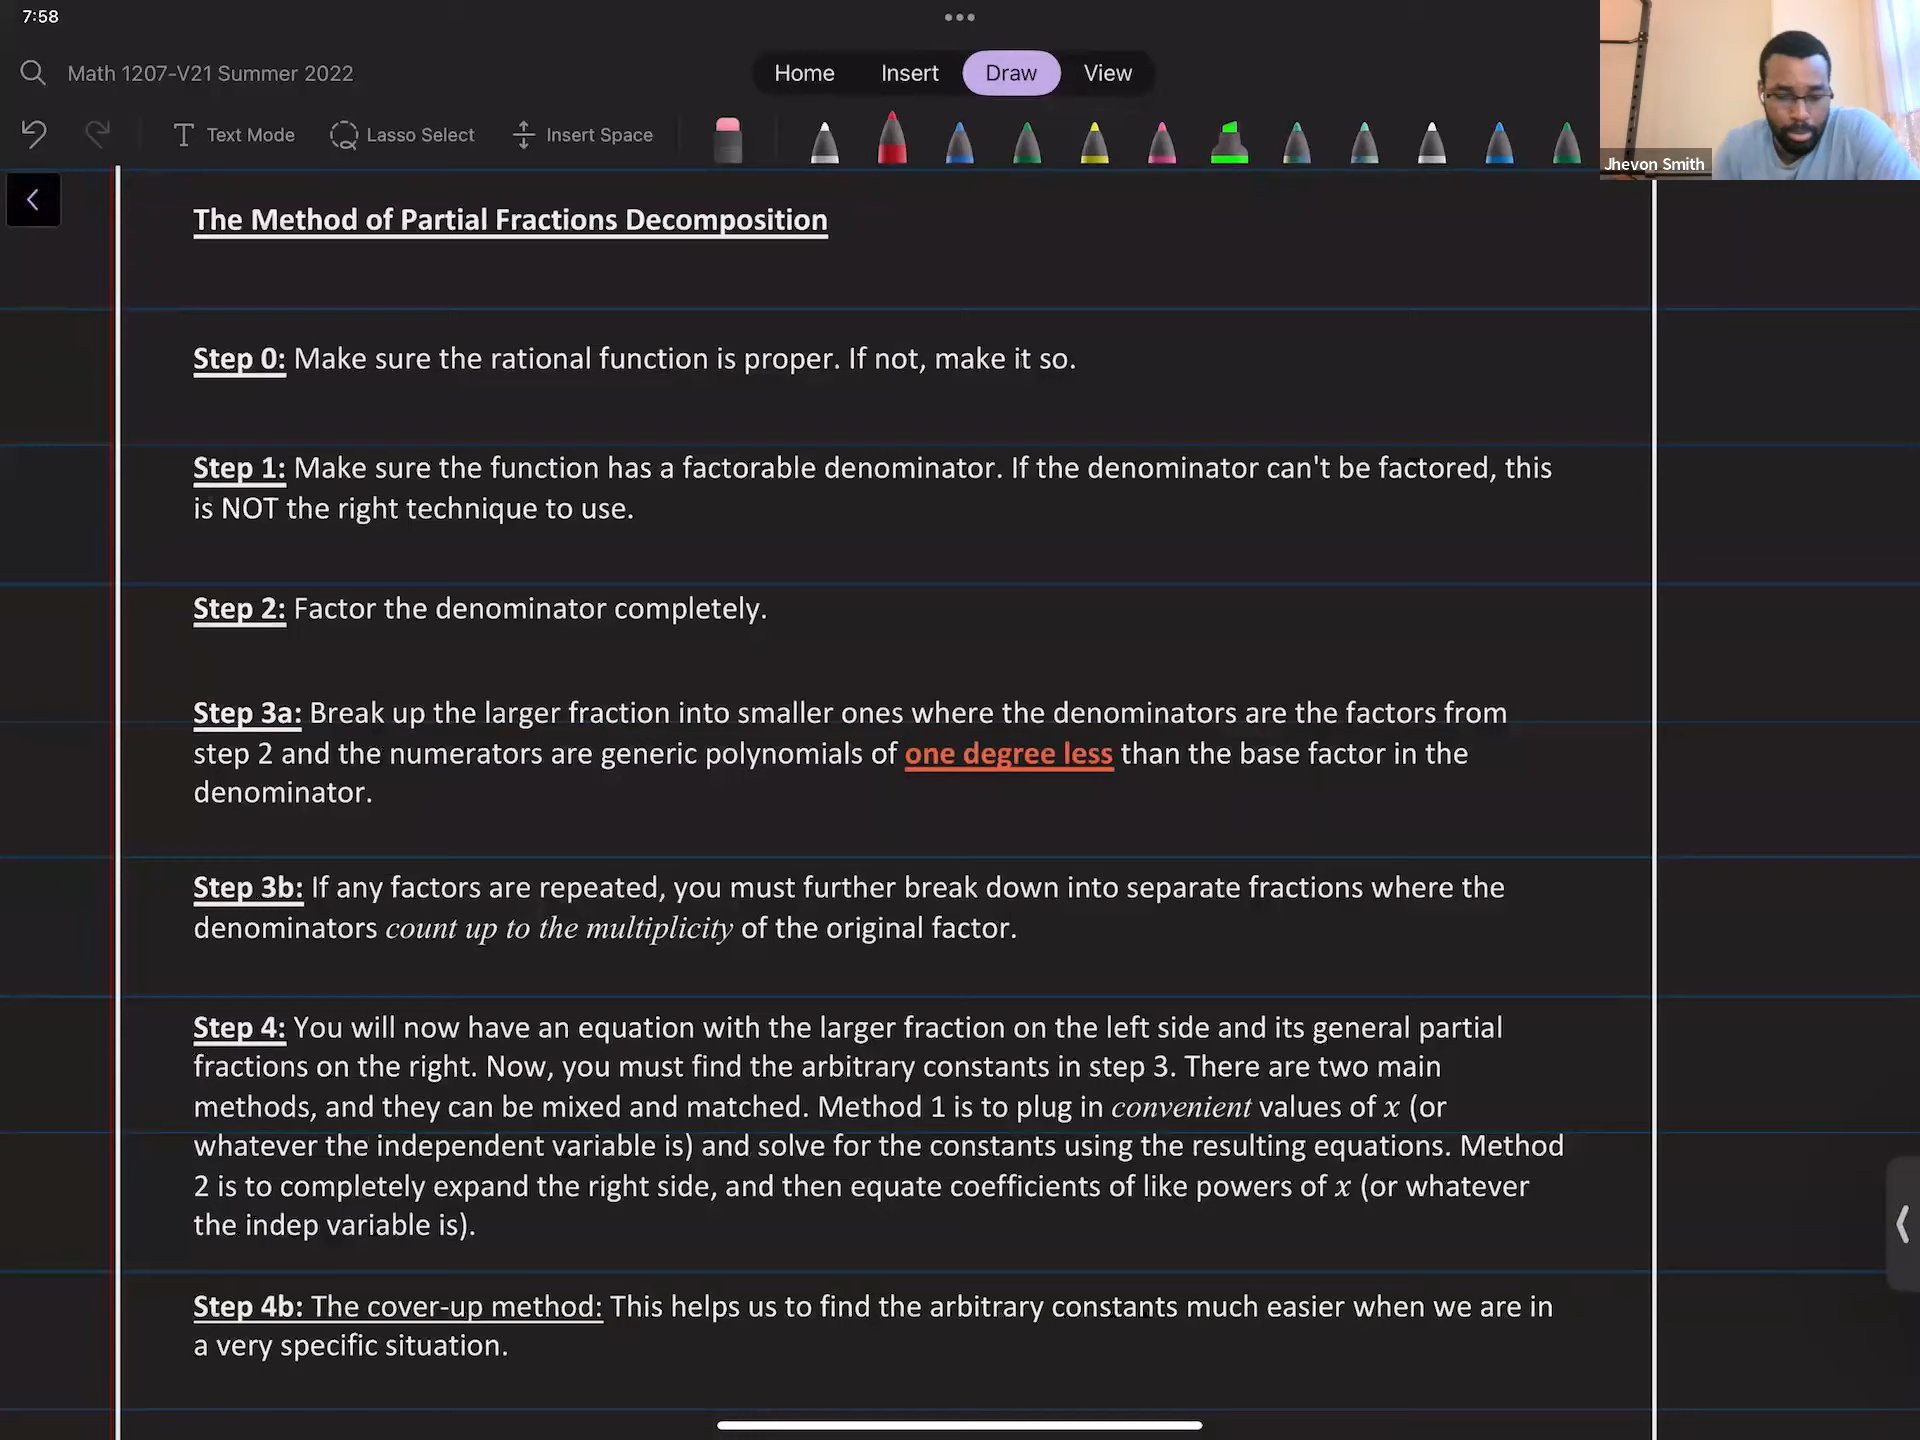 7:58
Math 1207-V21 Summer 2022
Home Insert Draw View
Text Mode Lasso Select Insert Space
Jhevon Smith
The Method of Partial Fractions Decomposition
Step 0: Make sure the rational function is proper. If not, make it so.
Step 1: Make sure the function has a factorable denominator. If the denominator can't be factored, this
is NOT the right technique to use.
Step 2: Factor the denominator completely.
Step 3a: Break up the larger fraction into smaller ones where the denominators are the factors from
step 2 and the numerators are generic polynomials of one degree less than the base factor in the
denominator.
Step 3b: If any factors are repeated, you must further break down into separate fractions where the
denominators count up to the multiplicity of the original factor.
Step 4: You will now have an equation with the larger fraction on the left side and its general partial
fractions on the right. Now, you must find the arbitrary constants in step 3. There are two main
methods, and they can be mixed and matched. Method 1 is to plug in convenient values of x (or
whatever the independent variable is) and solve for the constants using the resulting equations. Method
2 is to completely expand the right side, and then equate coefficients of like powers of x (or whatever
the indep variable is).
Step 4b: The cover-up method: This helps us to find the arbitrary constants much easier when we are in
a very specific situation.